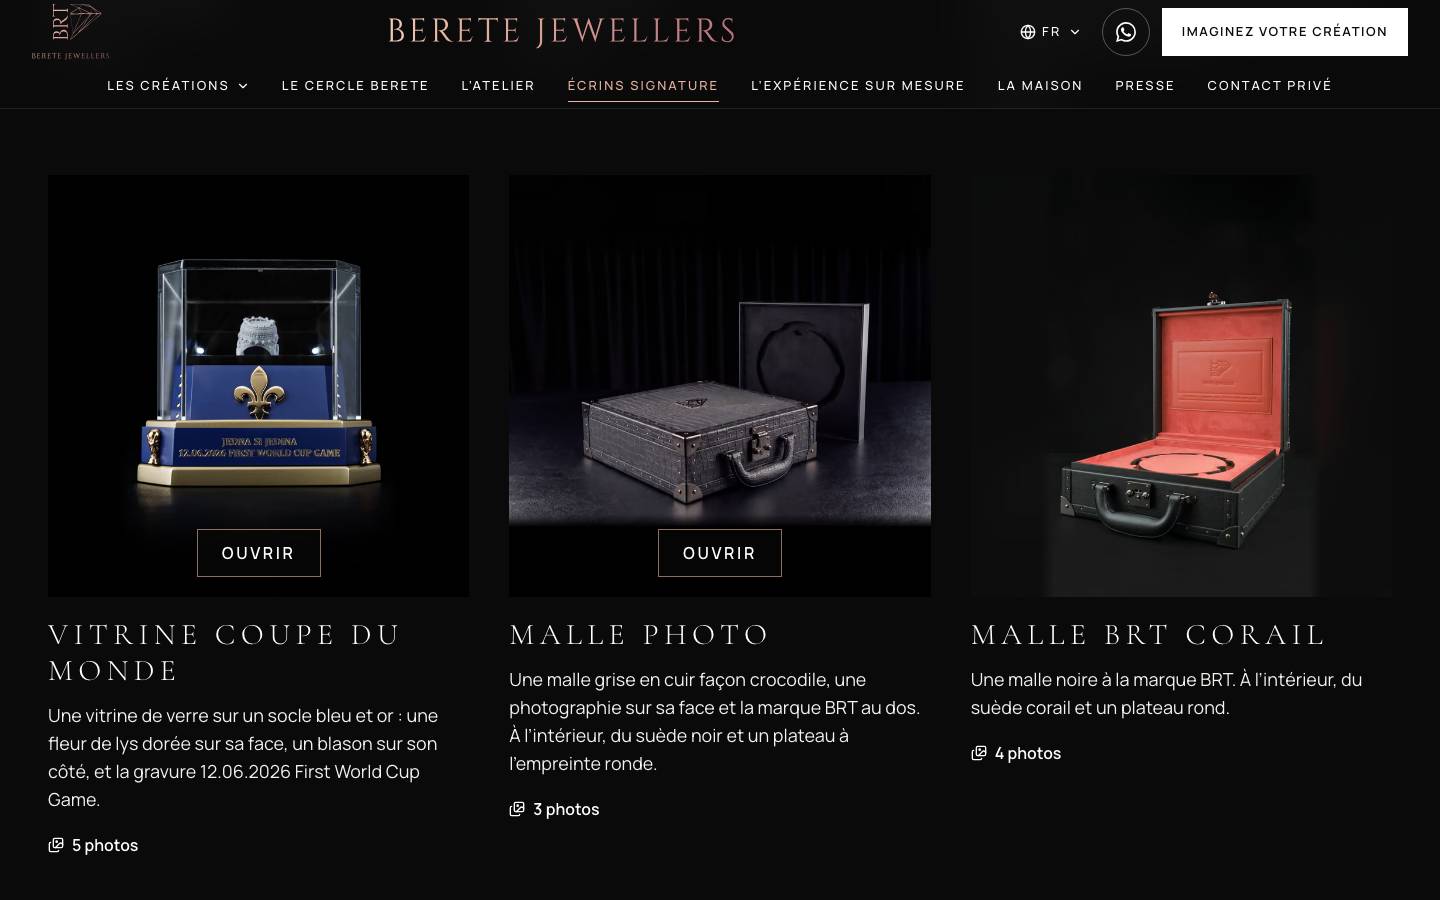 BRT
BERETE JEWELLERS
BERETE JEWELLERS
FR
IMAGINEZ VOTRE CRÉATION
LES CRÉATIONS
LE CERCLE BERETE
L'ATELIER
ÉCRINS SIGNATURE
L'EXPÉRIENCE SUR MESURE
LA MAISON
PRESSE
CONTACT PRIVÉ
12.06.2026 FIRST WORLD CUP GAME
OUVRIR
OUVRIR
VITRINE COUPE DU
MONDE
Une vitrine de verre sur un socle bleu et or : une
fleur de lys dorée sur sa face, un blason sur son
côté, et la gravure 12.06.2026 First World Cup
Game.
5 photos
MALLE PHOTO
Une malle grise en cuir façon crocodile, une
photographie sur sa face et la marque BRT au dos.
À l'intérieur, du suède noir et un plateau à
l'empreinte ronde.
3 photos
MALLE BRT CORAIL
Une malle noire à la marque BRT. À l'intérieur, du
suède corail et un plateau rond.
4 photos